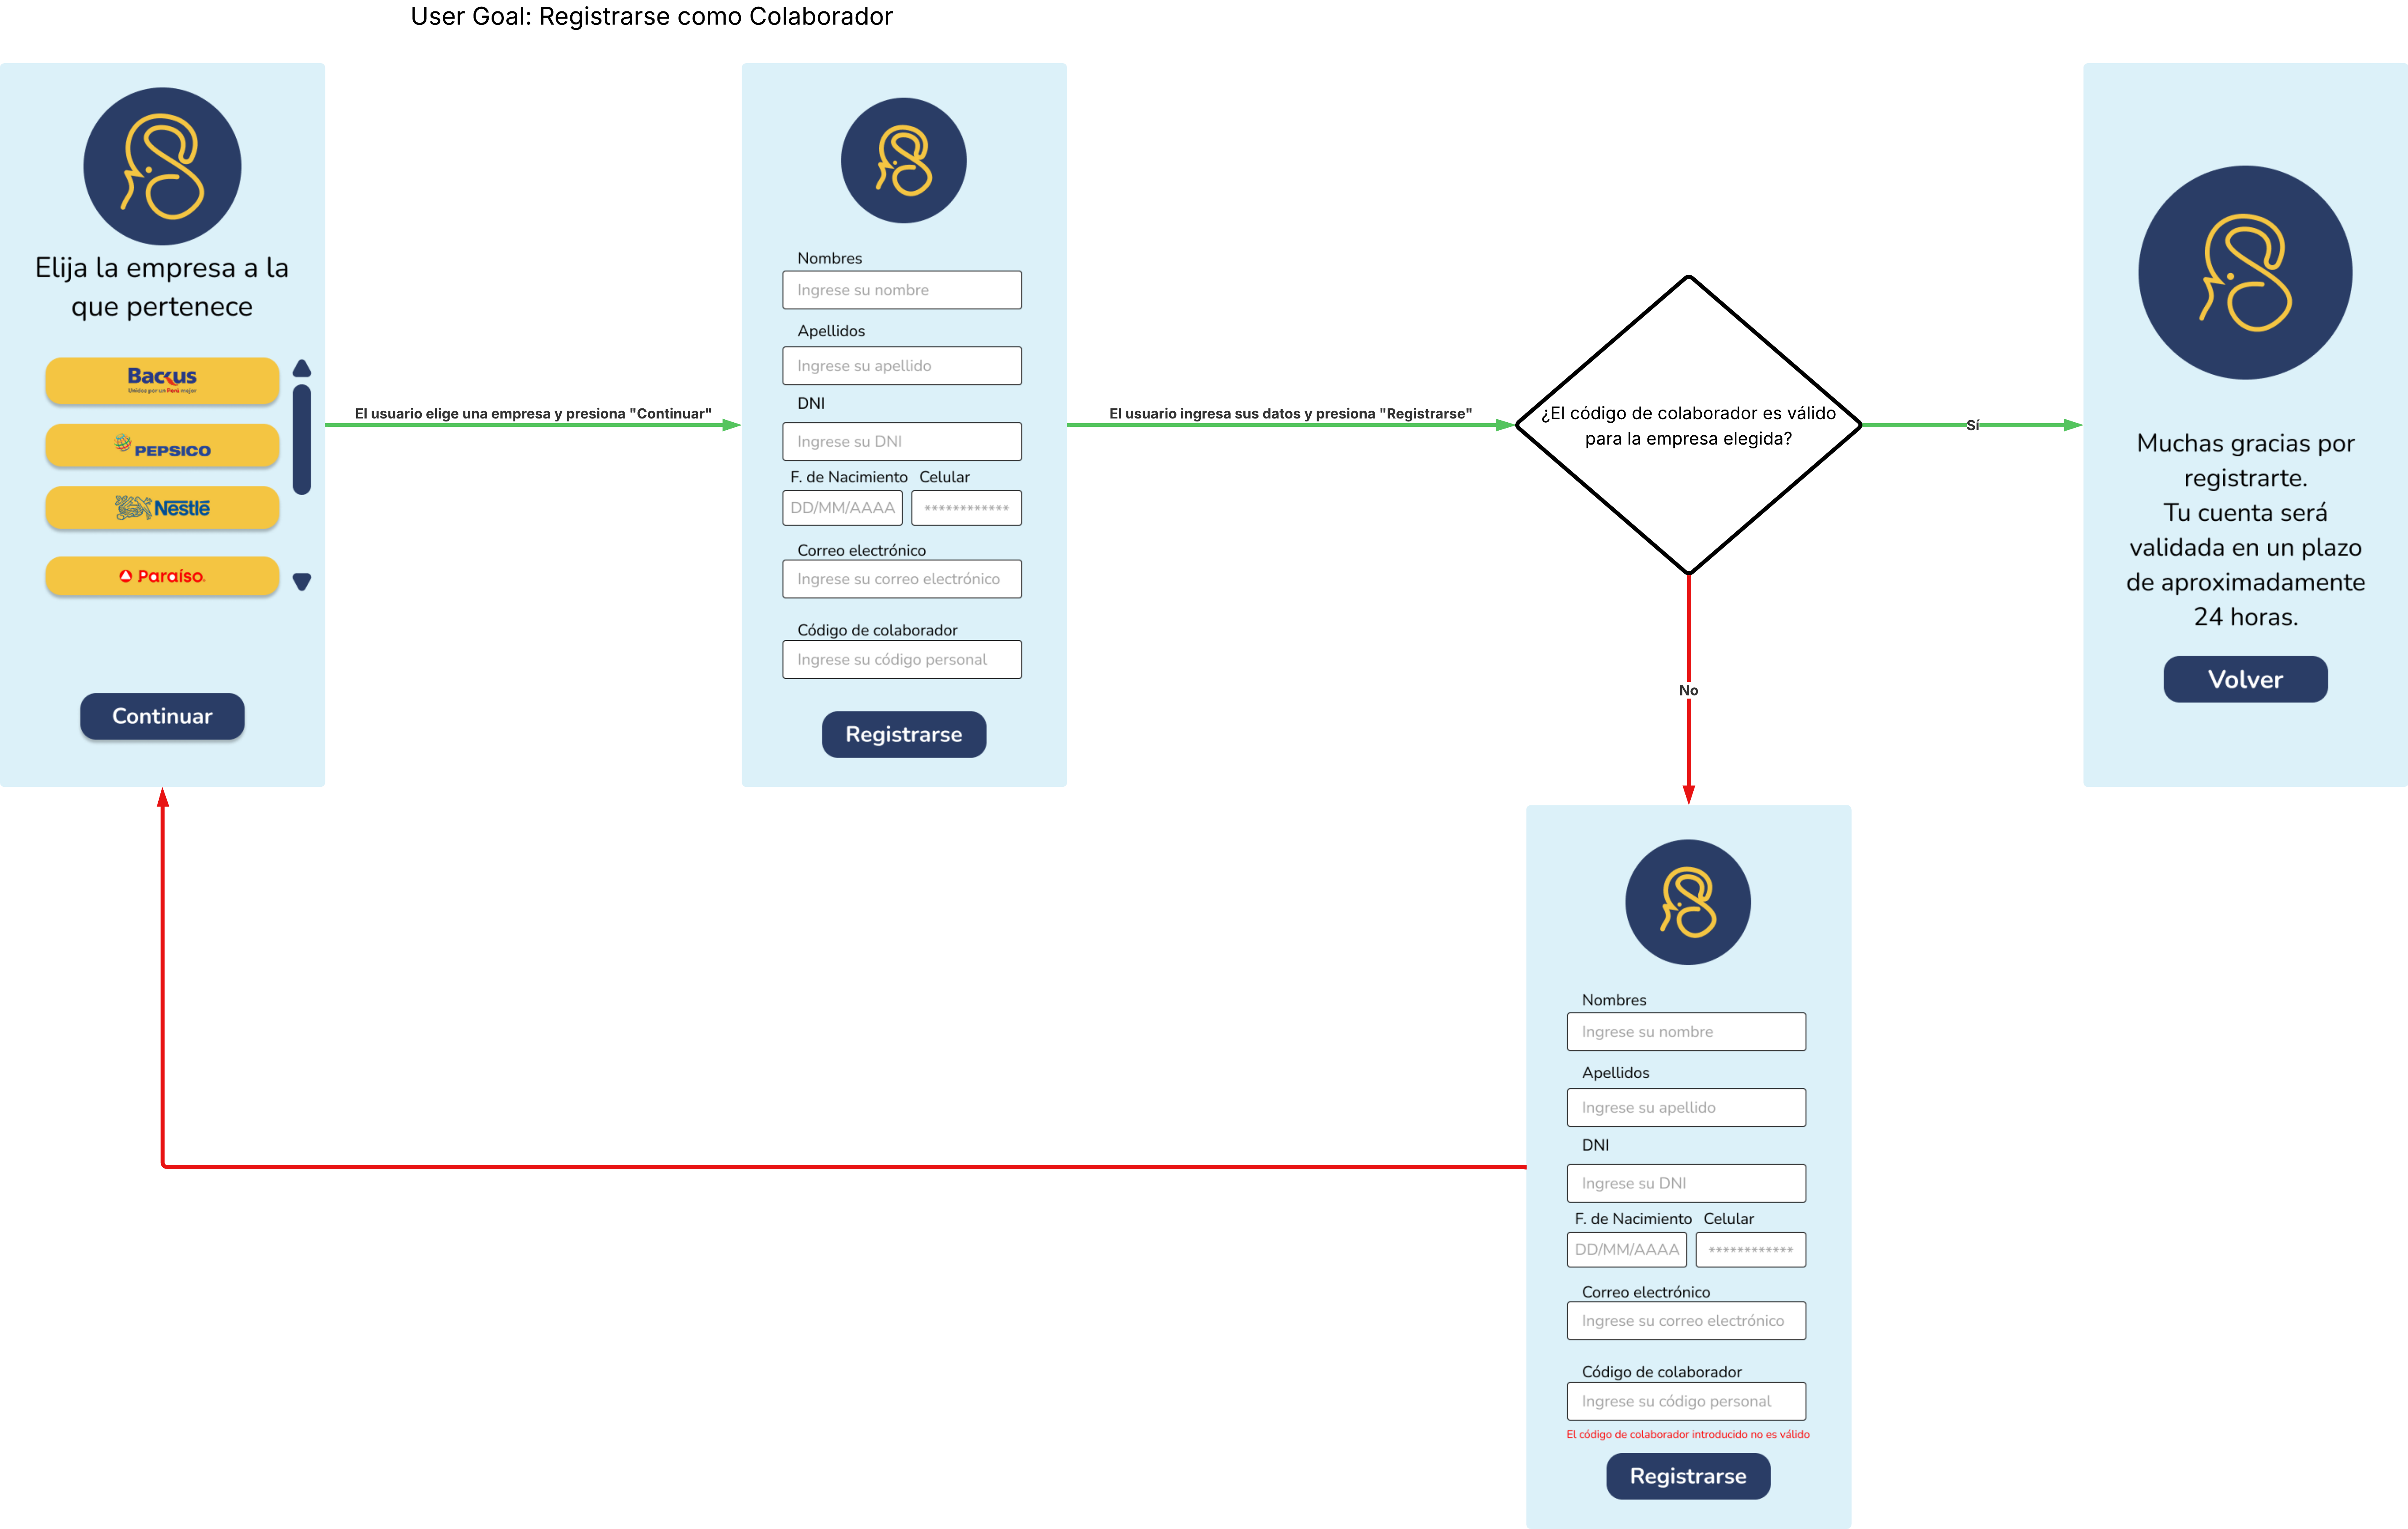 User Goal: Registrarse como Colaborador
Elija la empresa a la
que pertenece
Backus
Unidos por un Perú mejor
PEPSICO
Nestlé
Paraíso
Continuar
El usuario elige una empresa y presiona "Continuar"
Nombres
Ingrese su nombre
Apellidos
Ingrese su apellido
DNI
Ingrese su DNI
F. de Nacimiento Celular
DD/MM/AAAA ************
Correo electrónico
Ingrese su correo electrónico
Código de colaborador
Ingrese su código personal
Registrarse
El usuario ingresa sus datos y presiona "Registrarse"
¿El código de colaborador es válido
para la empresa elegida?
Sí
No
Muchas gracias por
registrarte.
Tu cuenta será
validada en un plazo
de aproximadamente
24 horas.
Volver
Nombres
Ingrese su nombre
Apellidos
Ingrese su apellido
DNI
Ingrese su DNI
F. de Nacimiento Celular
DD/MM/AAAA ************
Correo electrónico
Ingrese su correo electrónico
Código de colaborador
Ingrese su código personal
El código de colaborador introducido no es válido
Registrarse